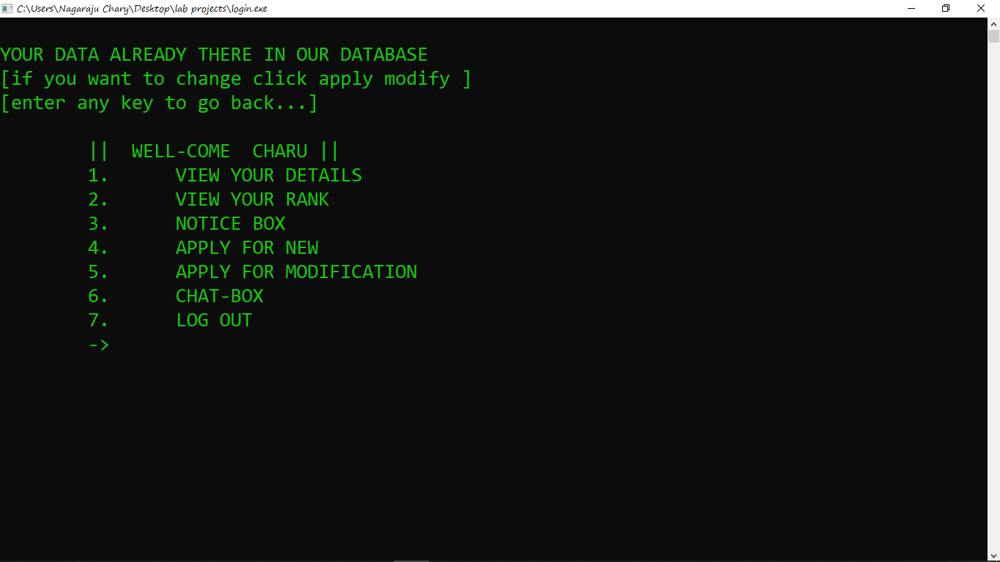 C:\Users\Nagaraju Chary\Desktop\lab projects\login.exe
YOUR DATA ALREADY THERE IN OUR DATABASE
[if you want to change click apply modify ]
[enter any key to go back...]
||  WELL-COME  CHARU ||
1.      VIEW YOUR DETAILS
2.      VIEW YOUR RANK
3.      NOTICE BOX
4.      APPLY FOR NEW
5.      APPLY FOR MODIFICATION
6.      CHAT-BOX
7.      LOG OUT
->